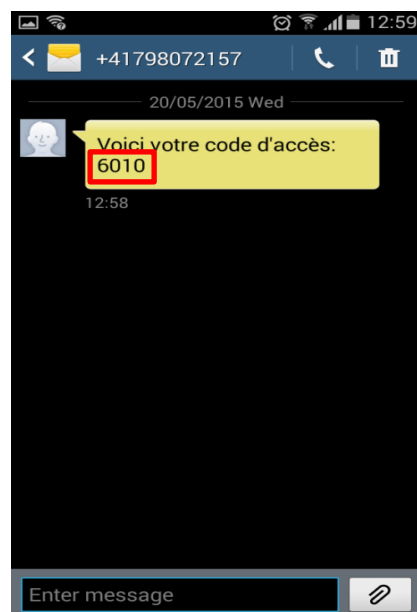 12:59
+41798072157
20/05/2015 Wed
Voici votre code d'accès:
6010
12:58
Enter message